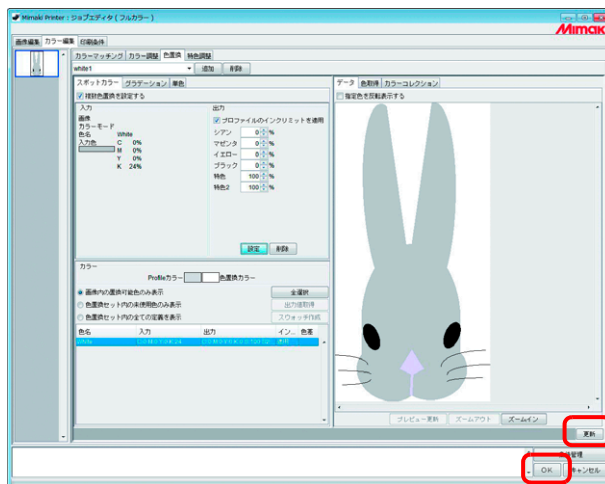 Mimaki Printer : ジョブエディタ ( フルカラー )
Mimaki
画像編集 カラー編集 印刷条件
カラーマッチング カラー調整 色置換 特色調整
white1 追加 削除
スポットカラー グラデーション 単色
データ 色取得 カラーコレクション
複数色置換を設定する
指定色を反転表示する
入力
出力
画像
プロファイルのインクリミットを適用
カラーモード
色名 White
シアン 0 %
入力色 C 0%
マゼンタ 0 %
M 0%
イエロー 0 %
Y 0%
ブラック 0 %
K 24%
特色 100 %
特色2 100 %
設定 削除
カラー
Profileカラー 色置換カラー
画像内の置換可能色のみ表示 全選択
色置換セット内の未使用色のみ表示 出力値取得
色置換セット内の全ての定義を表示 スウォッチ作成
色名 入力 出力 イン... 色差
White
プレビュー更新 ズームアウト ズームイン
更新
OK キャンセル